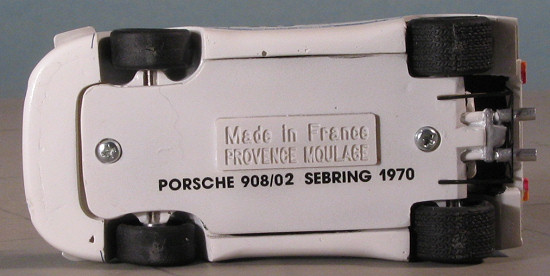 Made in France
PROVENCE MOULAGE
PORSCHE 908/02 SEBRING 1970